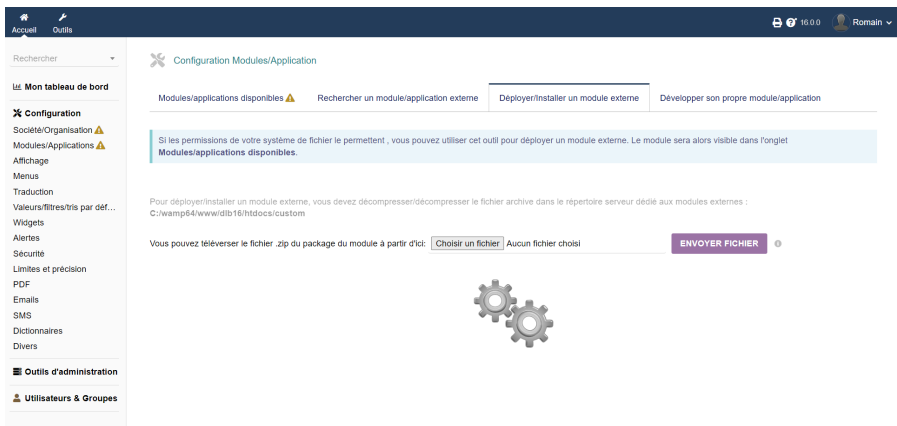 Accueil Outils 16.0.0 Romain
Rechercher
Configuration Modules/Application
Mon tableau de bord
Modules/applications disponibles Rechercher un module/application externe Déployer/Installer un module externe Développer son propre module/application
Configuration
Société/Organisation
Modules/Applications
Affichage
Menus
Traduction
Valeurs/filtres/tris par déf...
Widgets
Alertes
Sécurité
Limites et précision
PDF
Emails
SMS
Dictionnaires
Divers
Outils d'administration
Utilisateurs & Groupes
Si les permissions de votre système de fichier le permettent , vous pouvez utiliser cet outil pour déployer un module externe. Le module sera alors visible dans l'onglet
Modules/applications disponibles.
Pour déployer/installer un module externe, vous devez décompresser/décompresser le fichier archive dans le répertoire serveur dédié aux modules externes :
C:/wamp64/www/dlb16/htdocs/custom
Vous pouvez téléverser le fichier .zip du package du module à partir d'ici: Choisir un fichier Aucun fichier choisi ENVOYER FICHIER